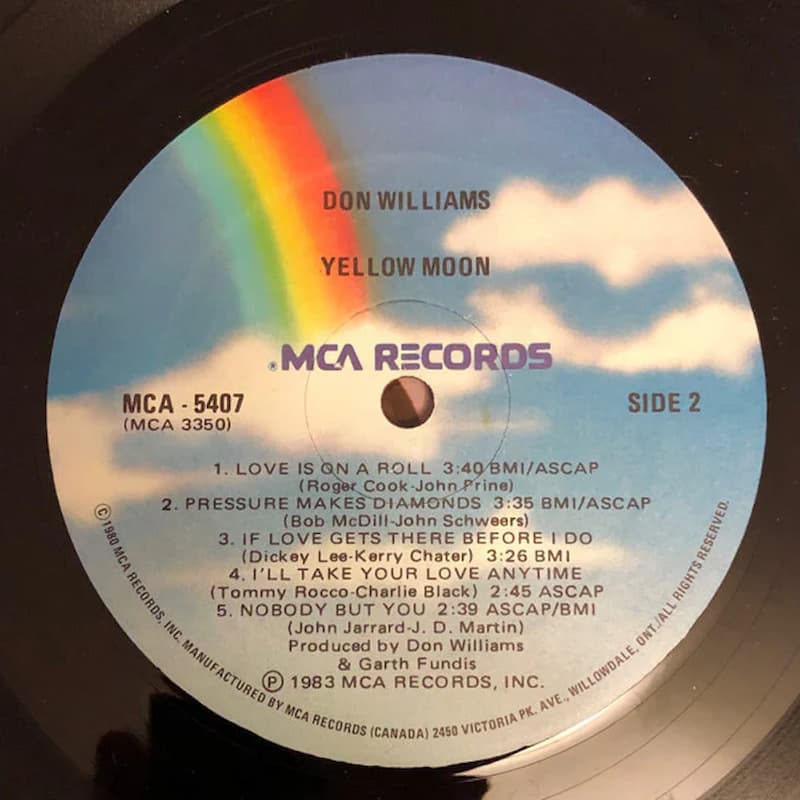 DON WILLIAMS
YELLOW MOON
®MCA RECORDS
MCA - 5407
(MCA 3350)
SIDE 2
1. LOVE IS ON A ROLL 3:40 BMI/ASCAP
(Roger Cook-John Prine)
2. PRESSURE MAKES DIAMONDS 3:35 BMI/ASCAP
(Bob McDill-John Schweers)
3. IF LOVE GETS THERE BEFORE I DO
(Dickey Lee-Kerry Chater) 3:26 BMI
4. I'LL TAKE YOUR LOVE ANYTIME
(Tommy Rocco-Charlie Black) 2:45 ASCAP
5. NOBODY BUT YOU 2:39 ASCAP/BMI
(John Jarrard-J. D. Martin)
Produced by Don Williams
& Garth Fundis
℗ 1983 MCA RECORDS, INC.
©1980 MCA RECORDS, INC. MANUFACTURED BY MCA RECORDS (CANADA) 2450 VICTORIA PK. AVE., WILLOWDALE, ONT./ALL RIGHTS RESERVED.